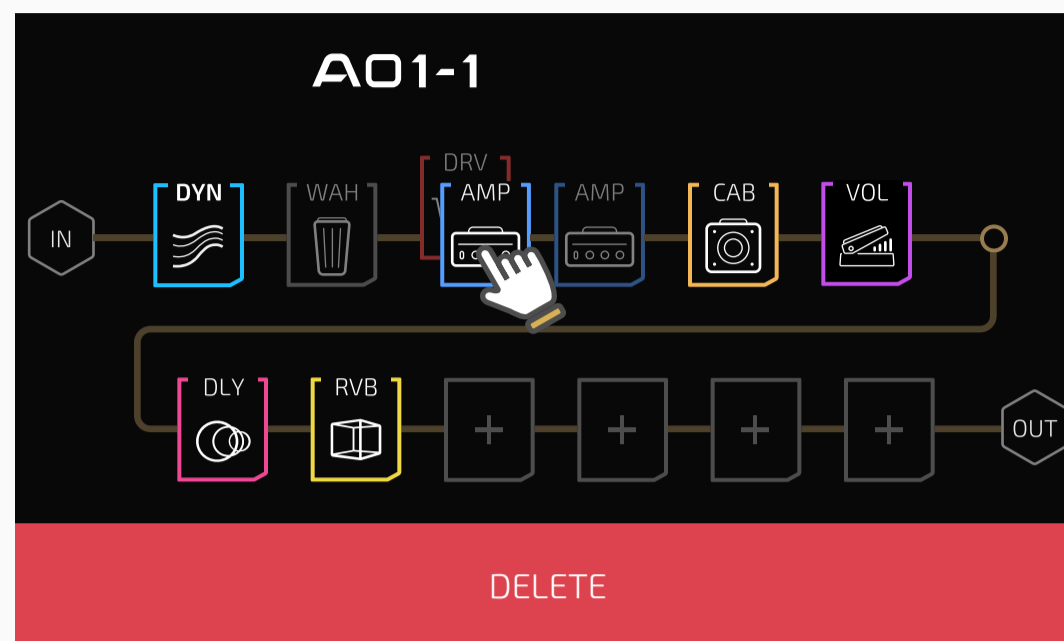 A01-1
DRV
DYN WAH AMP AMP CAB VOL
IN
DLY RVB
OUT
DELETE